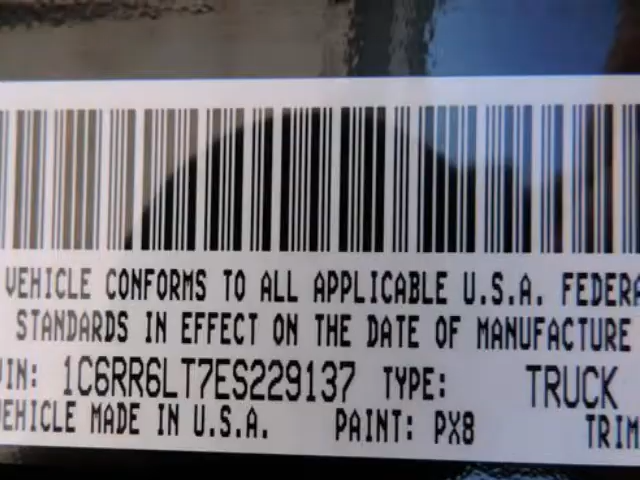 VEHICLE CONFORMS TO ALL APPLICABLE U.S.A. FEDERA
STANDARDS IN EFFECT ON THE DATE OF MANUFACTURE
VIN: 1C6RR6LT7ES229137 TYPE: TRUCK
VEHICLE MADE IN U.S.A. PAINT: PX8 TRIM